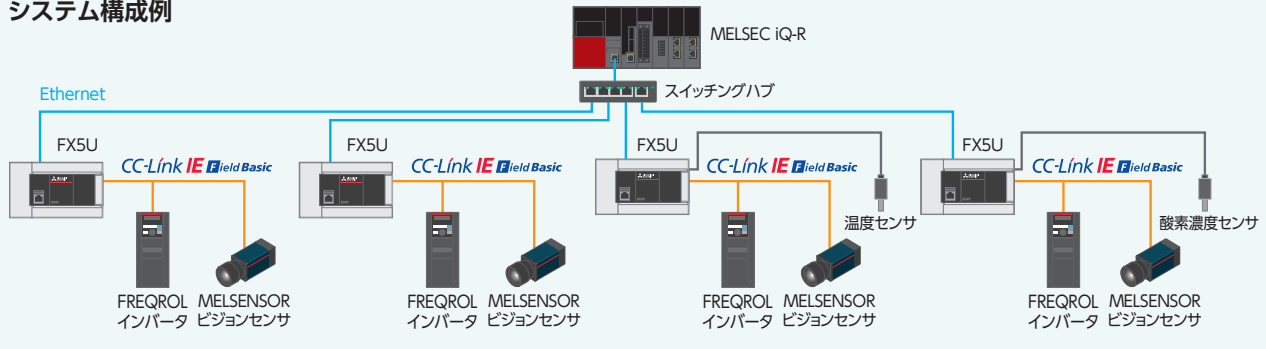 システム構成例
MELSEC iQ-R
スイッチングハブ
Ethernet
FX5U
CC-Link IE Field Basic
FREQROL
インバータ
MELSENSOR
ビジョンセンサ
FX5U
CC-Link IE Field Basic
FREQROL
インバータ
MELSENSOR
ビジョンセンサ
FX5U
CC-Link IE Field Basic
温度センサ
FREQROL
インバータ
MELSENSOR
ビジョンセンサ
FX5U
CC-Link IE Field Basic
酸素濃度センサ
FREQROL
インバータ
MELSENSOR
ビジョンセンサ